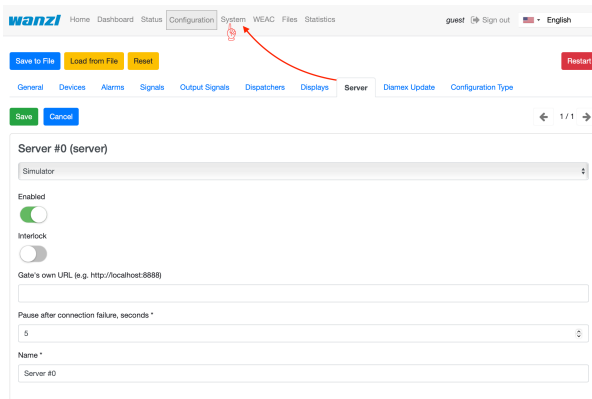 wanzl Home Dashboard Status Configuration System WEAC Files Statistics guest Sign out English
Save to File Load from File Reset Restart
General Devices Alarms Signals Output Signals Dispatchers Displays Server Diamex Update Configuration Type
Save Cancel 1 / 1
Server #0 (server)
Simulator
Enabled
Interlock
Gate's own URL (e.g. http://localhost:8888)
Pause after connection failure, seconds *
5
Name *
Server #0